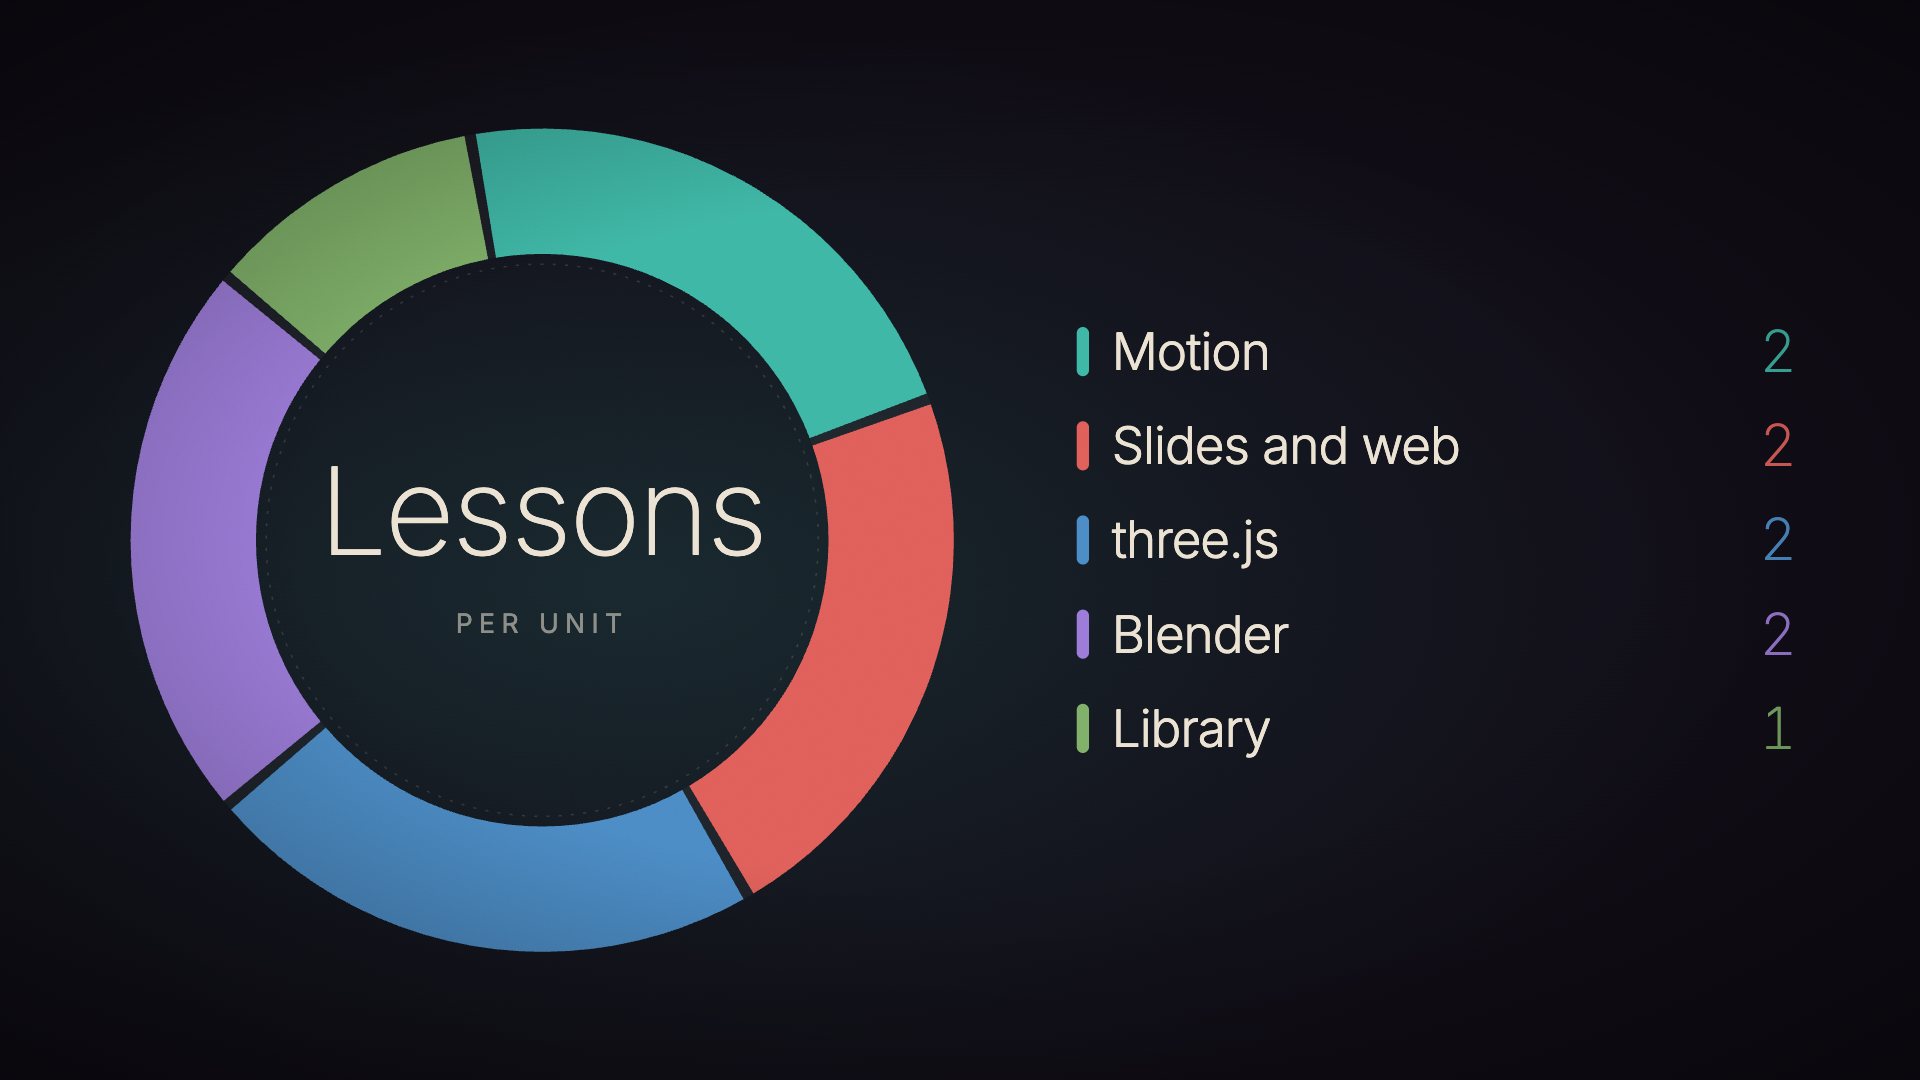 Lessons
PER UNIT
Motion 2
Slides and web 2
three.js 2
Blender 2
Library 1